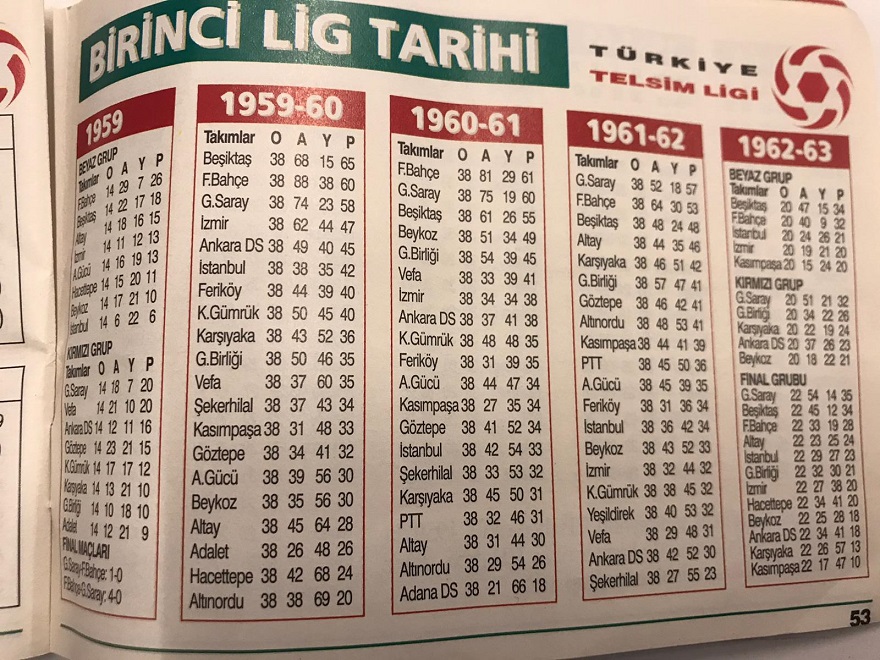 BİRİNCİ LİG TARİHİ
TÜRKİYE
TELSİM LİGİ
1959
BEYAZ GRUP
Takımlar O A Y P
F.Bahçe 14 29 7 26
Beşiktaş 14 22 17 18
Altay 14 18 16 15
İzmir 14 11 12 13
A.Gücü 14 16 19 13
Hacettepe 14 15 20 11
Beykoz 14 17 21 10
İstanbul 14 6 22 6
KIRMIZI GRUP
Takımlar O A Y P
G.Saray 14 18 7 20
Vefa 14 21 10 20
Ankara DS 14 12 11 16
Göztepe 14 23 21 15
K.Gümrük 14 17 17 12
Karşıyaka 14 13 21 10
G.Birliği 14 10 18 10
Adalet 14 12 21 9
FİNAL MAÇLARI
G.Saray-F.Bahçe: 1-0
F.Bahçe-G.Saray: 4-0
1959-60
Takımlar O A Y P
Beşiktaş 38 68 15 65
F.Bahçe 38 88 38 60
G.Saray 38 74 23 58
İzmir 38 62 44 47
Ankara DS 38 49 40 45
İstanbul 38 38 35 42
Feriköy 38 44 39 40
K.Gümrük 38 50 45 40
Karşıyaka 38 43 52 36
G.Birliği 38 50 46 35
Vefa 38 37 60 35
Şekerhilal 38 37 43 34
Kasımpaşa 38 31 48 33
Göztepe 38 34 41 32
A.Gücü 38 39 56 30
Beykoz 38 35 56 30
Altay 38 45 64 28
Adalet 38 26 48 26
Hacettepe 38 42 68 24
Altınordu 38 38 69 20
1960-61
Takımlar O A Y P
F.Bahçe 38 81 29 61
G.Saray 38 75 19 60
Beşiktaş 38 61 26 55
Beykoz 38 51 34 49
G.Birliği 38 54 39 45
Vefa 38 33 39 41
İzmir 38 34 34 38
Ankara DS 38 37 41 38
K.Gümrük 38 48 48 35
Feriköy 38 31 39 35
A.Gücü 38 44 47 34
Kasımpaşa 38 27 35 34
Göztepe 38 41 52 34
İstanbul 38 42 54 33
Şekerhilal 38 33 53 32
Karşıyaka 38 45 50 31
PTT 38 32 46 31
Altay 38 31 44 30
Altınordu 38 29 54 26
Adana DS 38 21 66 18
1961-62
Takımlar O A Y P
G.Saray 38 52 18 57
F.Bahçe 38 64 30 53
Beşiktaş 38 48 24 48
Altay 38 44 35 46
Karşıyaka 38 46 51 42
G.Birliği 38 57 47 41
Göztepe 38 46 42 41
Altınordu 38 48 53 41
Kasımpaşa 38 44 41 39
PTT 38 45 50 36
A.Gücü 38 45 39 35
Feriköy 38 31 36 34
İstanbul 38 36 42 34
Beykoz 38 43 52 33
İzmir 38 32 44 32
K.Gümrük 38 38 45 32
Yeşildirek 38 40 53 32
Vefa 38 29 48 31
Ankara DS 38 42 52 30
Şekerhilal 38 27 55 23
1962-63
BEYAZ GRUP
Takımlar O A Y P
Beşiktaş 20 47 15 34
F.Bahçe 20 40 9 32
İstanbul 20 24 26 21
İzmir 20 19 21 20
Kasımpaşa 20 15 24 20
KIRMIZI GRUP
G.Saray 20 51 21 32
G.Birliği 20 34 22 26
Karşıyaka 20 22 19 24
Ankara DS 20 37 26 23
Beykoz 20 18 22 21
FİNAL GRUBU
G.Saray 22 54 14 35
Beşiktaş 22 45 12 34
F.Bahçe 22 33 19 28
Altay 22 23 25 24
İstanbul 22 29 27 23
G.Birliği 22 32 30 21
İzmir 22 27 38 20
Hacettepe 22 34 41 20
Beykoz 22 25 28 18
Ankara DS 22 34 41 18
Karşıyaka 22 26 57 13
Kasımpaşa 22 17 47 10
53